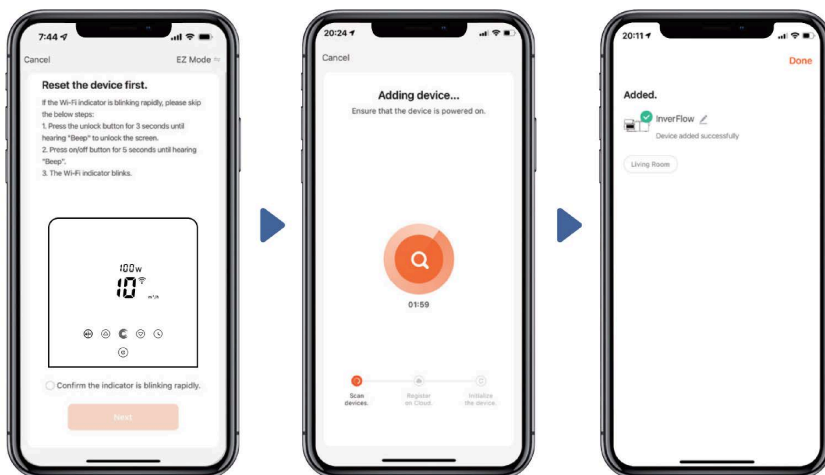 7:44
Cancel
EZ Mode
Reset the device first.
If the Wi-Fi indicator is blinking rapidly, please skip
the below steps:
1. Press the unlock button for 3 seconds until
hearing "Beep" to unlock the screen.
2. Press on/off button for 5 seconds until hearing
"Beep".
3. The Wi-Fi indicator blinks.
100w
10
m³/h
Confirm the indicator is blinking rapidly.
Next
20:24
Cancel
Adding device...
Ensure that the device is powered on.
01:59
Scan
devices.
Register
on Cloud.
Initialize
the device.
20:11
Done
Added.
InverFlow
Device added successfully
Living Room